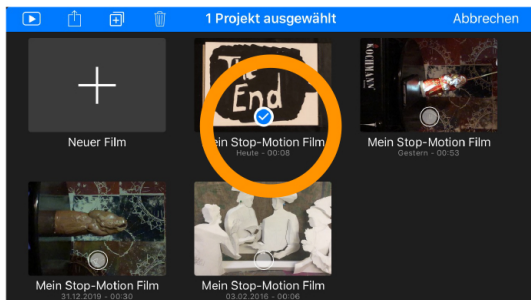 1 Projekt ausgewählt
Abbrechen
The
End
KOCHMANN
Neuer Film
Mein Stop-Motion Film
Heute - 00:08
Mein Stop-Motion Film
Gestern - 00:53
Mein Stop-Motion Film
31.12.2019 - 00:30
Mein Stop-Motion Film
03.02.2016 - 00:06